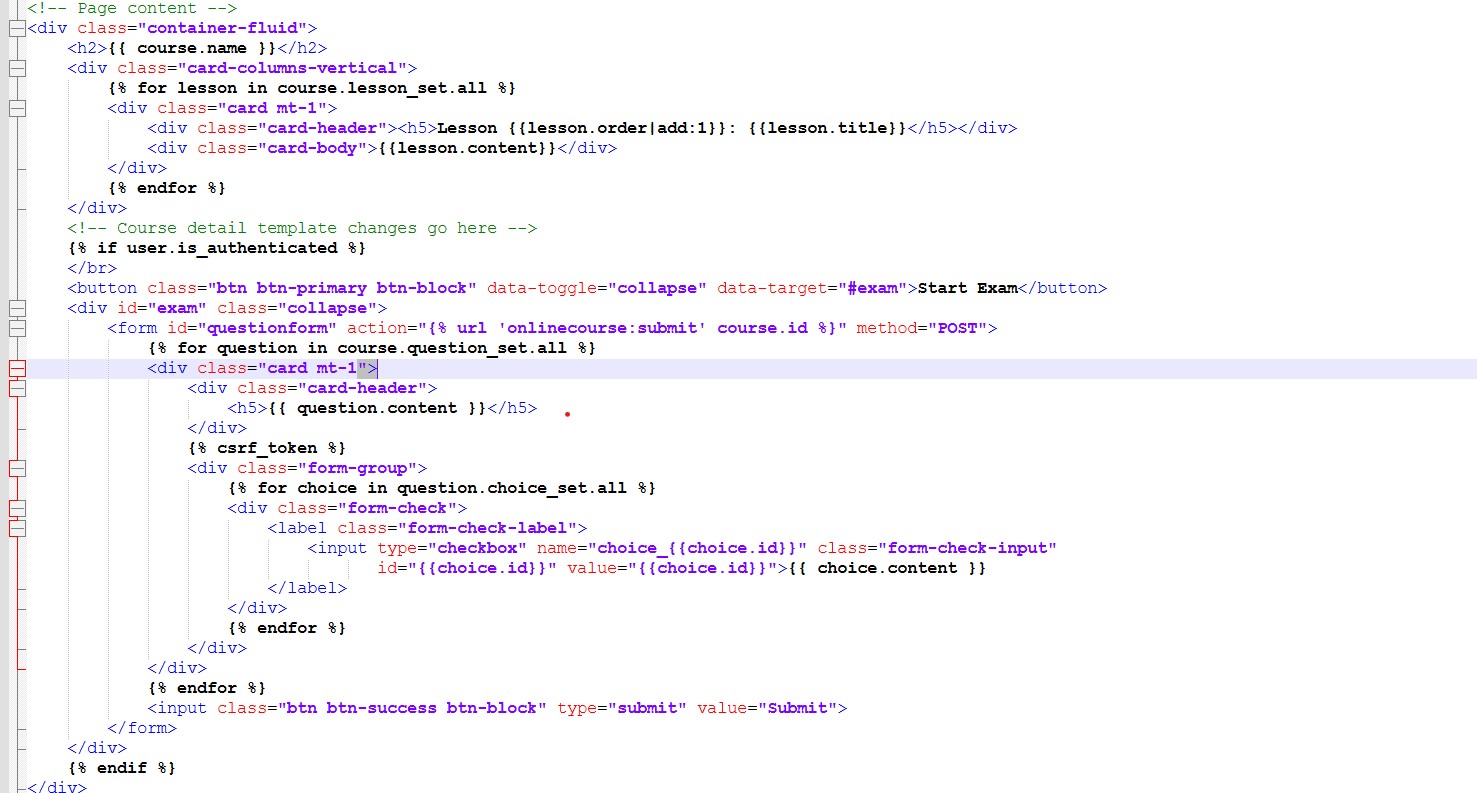 <!-- Page content -->
<div class="container-fluid">
    <h2>{{ course.name }}</h2>
    <div class="card-columns-vertical">
        {% for lesson in course.lesson_set.all %}
        <div class="card mt-1">
            <div class="card-header"><h5>Lesson {{lesson.order|add:1}}: {{lesson.title}}</h5></div>
            <div class="card-body">{{lesson.content}}</div>
        </div>
        {% endfor %}
    </div>
    <!-- Course detail template changes go here -->
    {% if user.is_authenticated %}
    </br>
    <button class="btn btn-primary btn-block" data-toggle="collapse" data-target="#exam">Start Exam</button>
    <div id="exam" class="collapse">
        <form id="questionform" action="{% url 'onlinecourse:submit' course.id %}" method="POST">
            {% for question in course.question_set.all %}
            <div class="card mt-1">
                <div class="card-header">
                    <h5>{{ question.content }}</h5>
                </div>
                {% csrf_token %}
                <div class="form-group">
                    {% for choice in question.choice_set.all %}
                    <div class="form-check">
                        <label class="form-check-label">
                            <input type="checkbox" name="choice_{{choice.id}}" class="form-check-input"
                                   id="{{choice.id}}" value="{{choice.id}}">{{ choice.content }}
                        </label>
                    </div>
                    {% endfor %}
                </div>
            </div>
            {% endfor %}
            <input class="btn btn-success btn-block" type="submit" value="Submit">
        </form>
    </div>
    {% endif %}
</div>